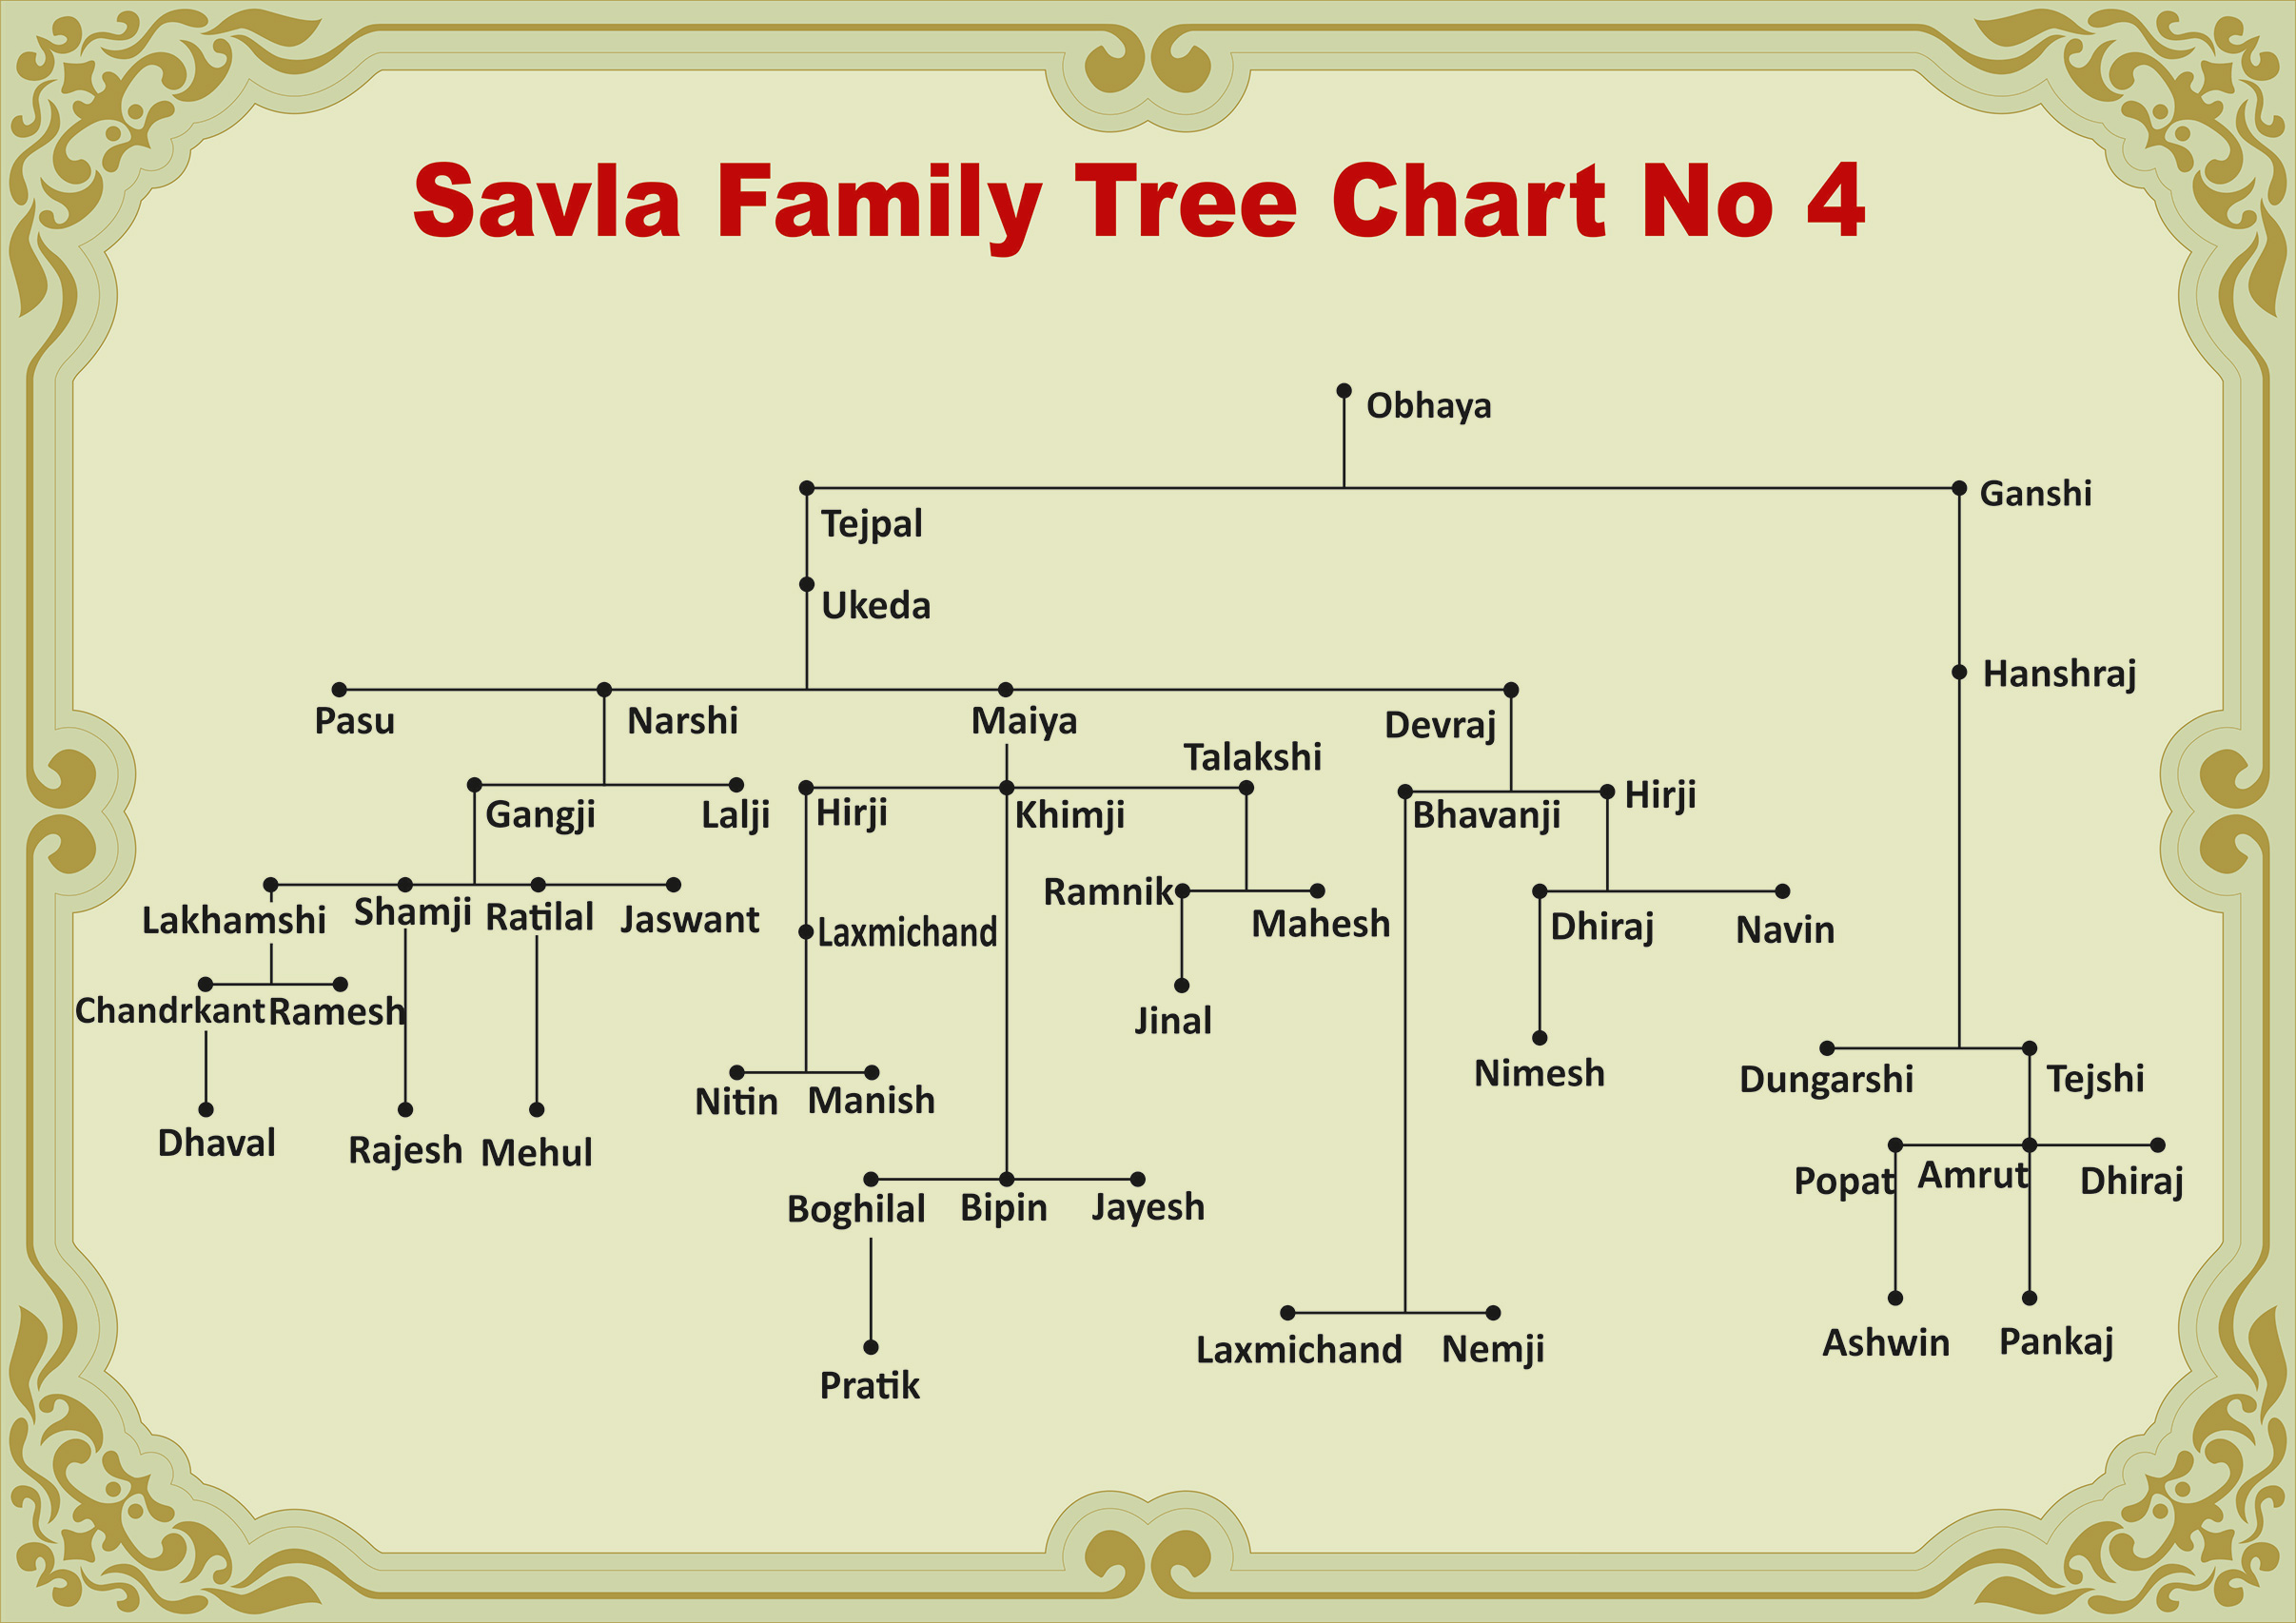 Savla Family Tree Chart No 4
Obhaya
Ganshi
Tejpal
Ukeda
Hanshraj
Pasu
Narshi
Maiya
Devraj
Talakshi
Gangji
Lalji
Hirji
Khimji
Bhavanji
Hirji
Lakhamshi
Shamji
Ratilal
Jaswant
Laxmichand
Ramnik
Mahesh
Dhiraj
Navin
Chandrkant
Ramesh
Jinal
Nitin
Manish
Nimesh
Dungarshi
Tejshi
Dhaval
Rajesh
Mehul
Boghilal
Bipin
Jayesh
Popat
Amrut
Dhiraj
Laxmichand
Nemji
Ashwin
Pankaj
Pratik